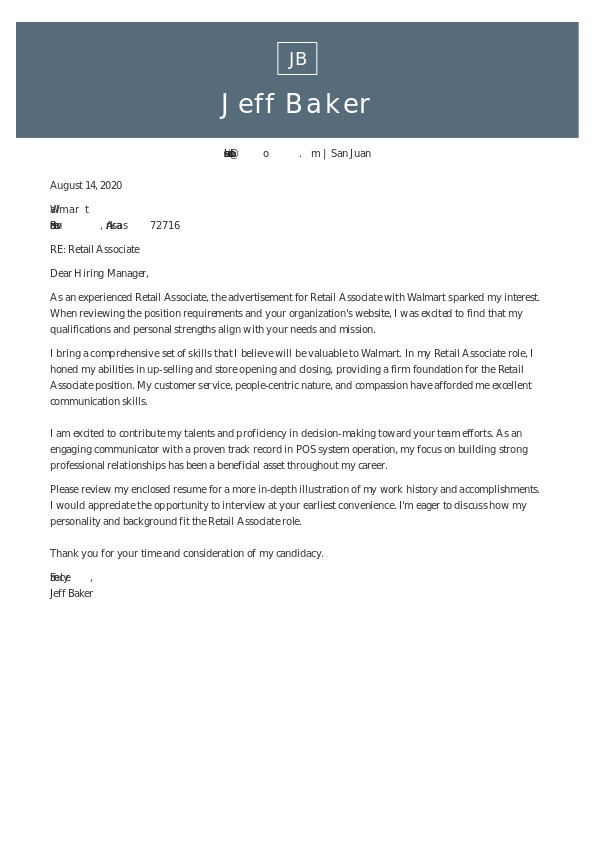 JB
Jeff Baker
m | San Juan
August 14, 2020
Walmart
72716
RE: Retail Associate
Dear Hiring Manager,
As an experienced Retail Associate, the advertisement for Retail Associate with Walmart sparked my interest.
When reviewing the position requirements and your organization's website, I was excited to find that my
qualifications and personal strengths align with your needs and mission.
I bring a comprehensive set of skills that I believe will be valuable to Walmart. In my Retail Associate role, I
honed my abilities in up-selling and store opening and closing, providing a firm foundation for the Retail
Associate position. My customer service, people-centric nature, and compassion have afforded me excellent
communication skills.
I am excited to contribute my talents and proficiency in decision-making toward your team efforts. As an
engaging communicator with a proven track record in POS system operation, my focus on building strong
professional relationships has been a beneficial asset throughout my career.
Please review my enclosed resume for a more in-depth illustration of my work history and accomplishments.
I would appreciate the opportunity to interview at your earliest convenience. I'm eager to discuss how my
personality and background fit the Retail Associate role.
Thank you for your time and consideration of my candidacy.
Jeff Baker